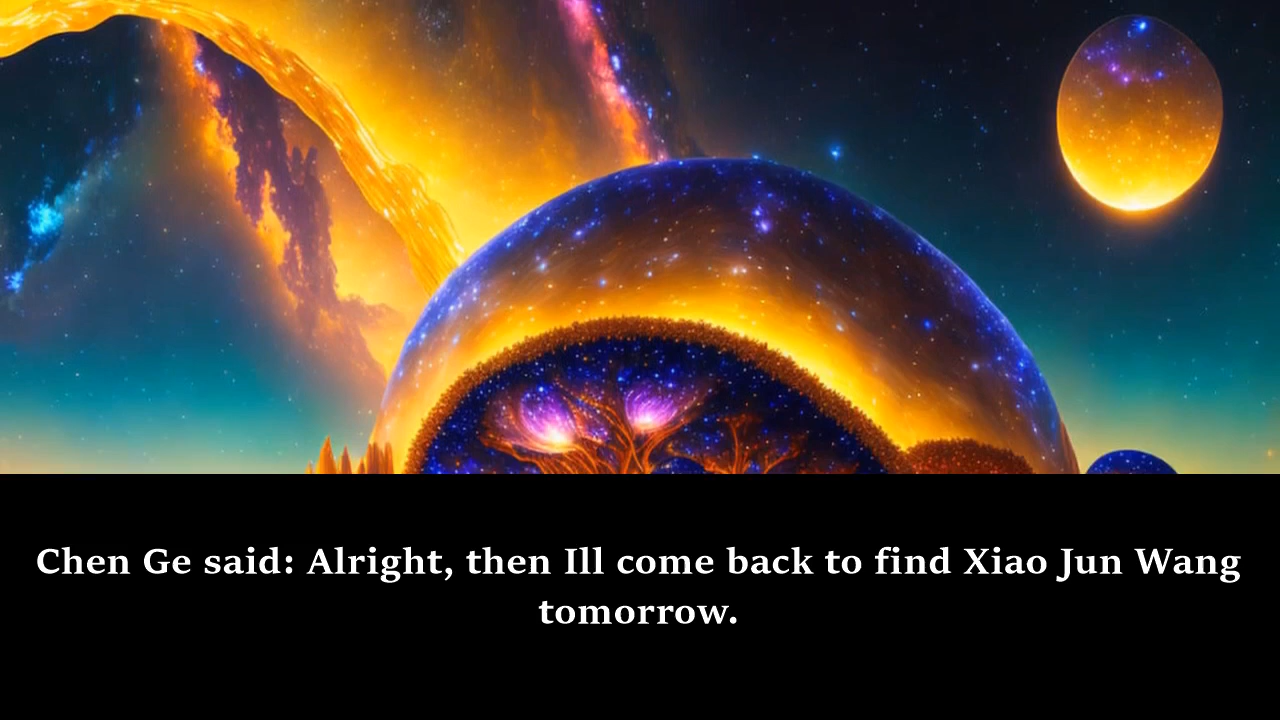 Chen Ge said: Alright, then Ill come back to find Xiao Jun Wang
tomorrow.